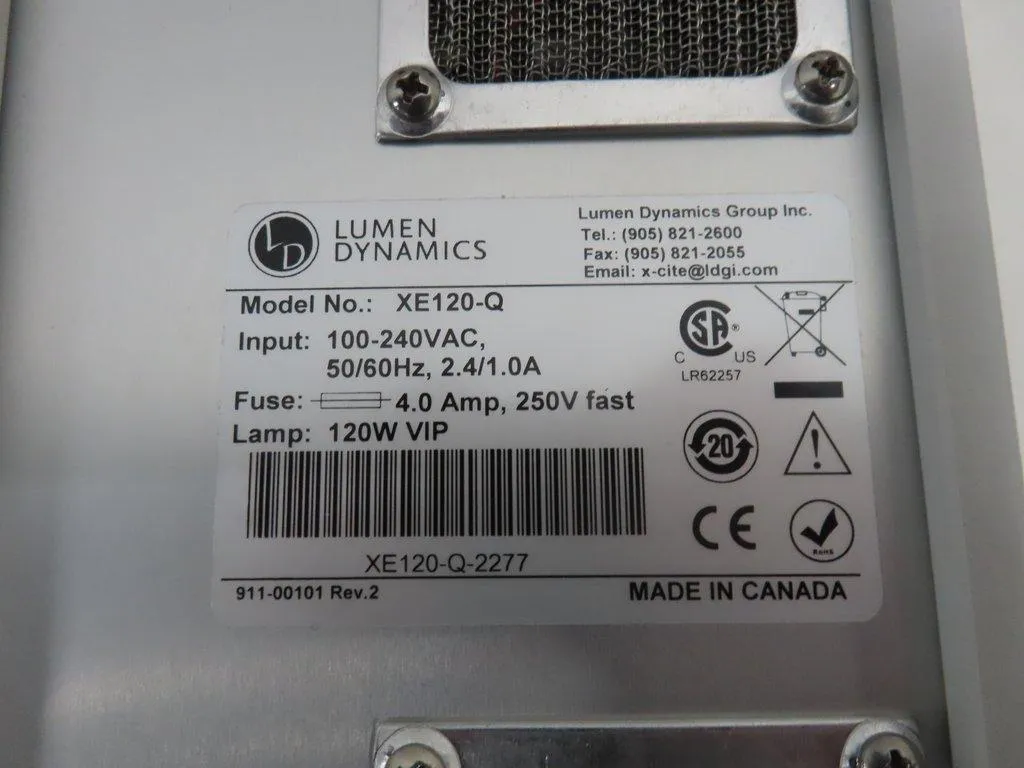 LD
LUMEN
DYNAMICS
Lumen Dynamics Group Inc.
Tel.: (905) 821-2600
Fax: (905) 821-2055
Email: x-cite@ldgi.com
Model No.: XE120-Q
Input: 100-240VAC,
50/60Hz, 2.4/1.0A
Fuse: 4.0 Amp, 250V fast
Lamp: 120W VIP
SA®
C US
LR62257
20
!
CE
RoHS
XE120-Q-2277
911-00101 Rev.2
MADE IN CANADA